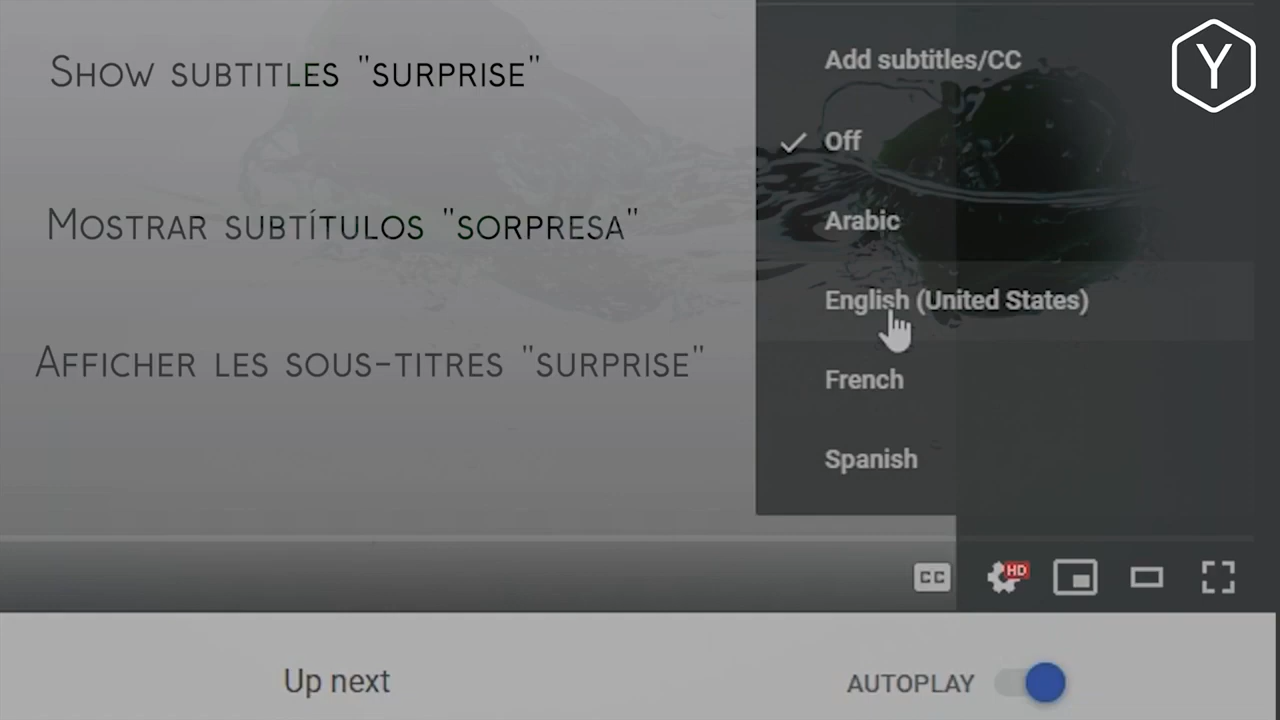 Show subtitles "surprise"
Mostrar subtítulos "sorpresa"
Afficher les sous-titres "surprise"
Add subtitles/CC
Off
Arabic
English (United States)
French
Spanish
Y
CC
HD
Up next
AUTOPLAY